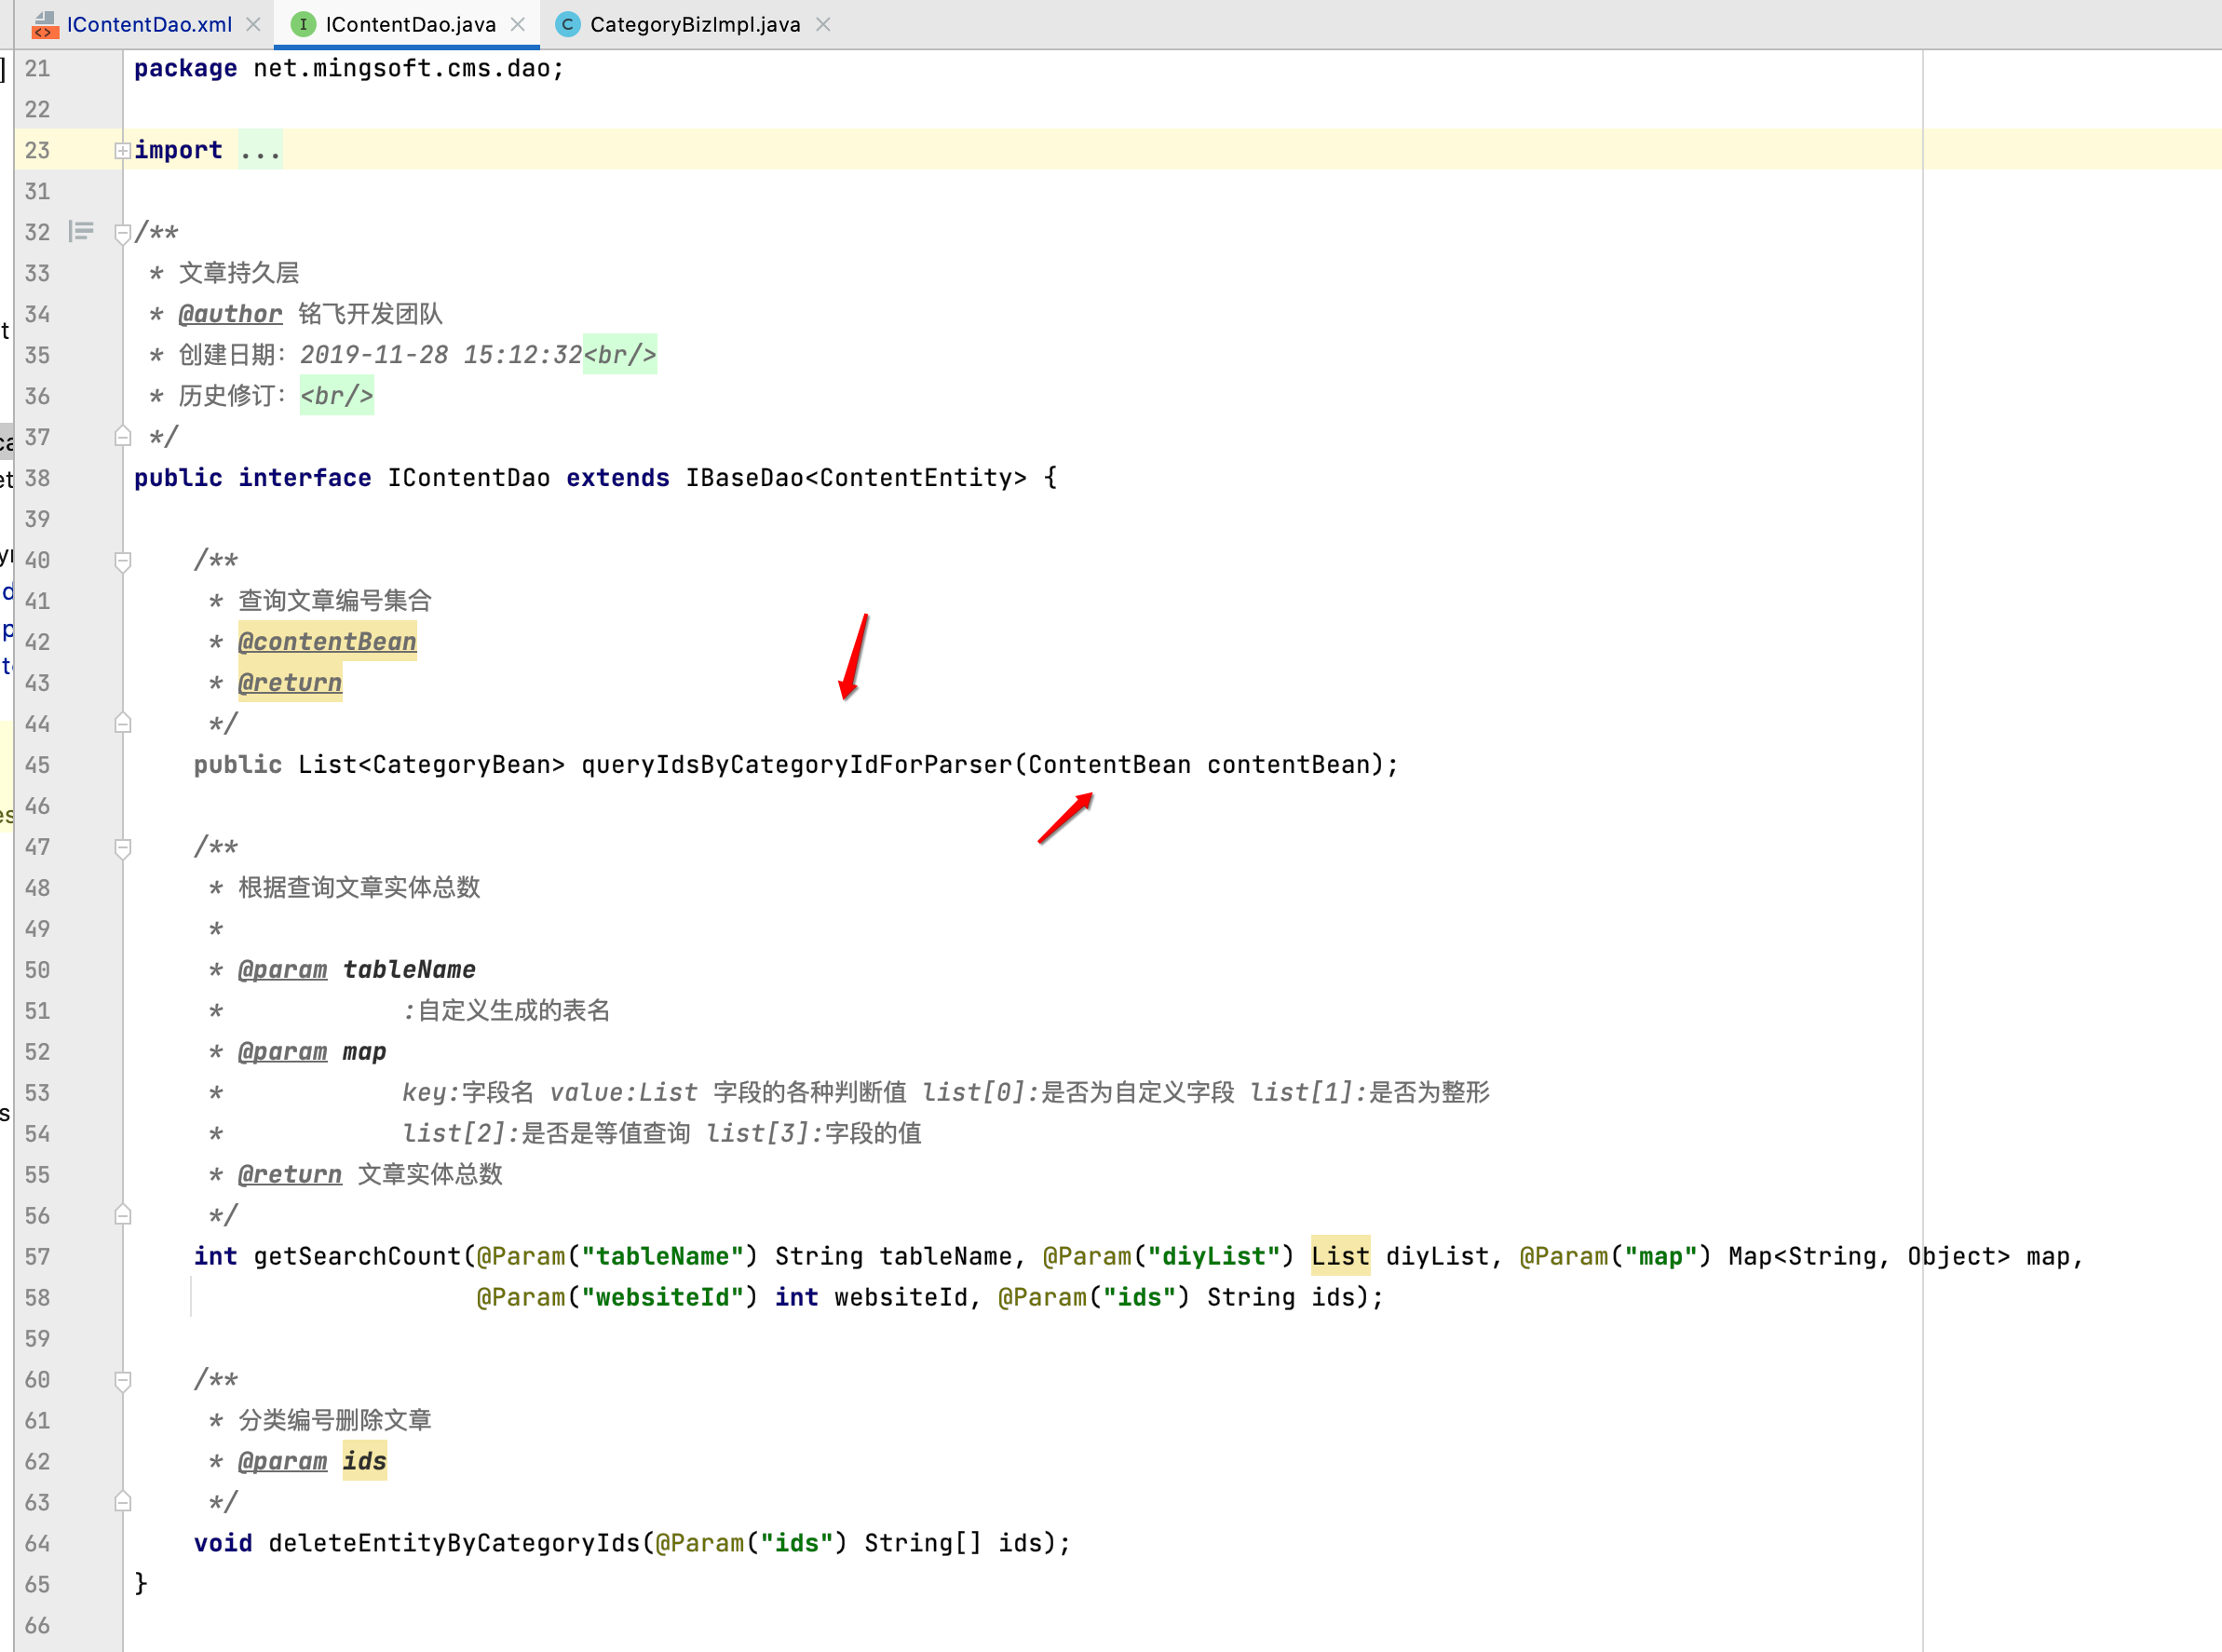 IContentDao.xml IContentDao.java CategoryBizImpl.java
21 package net.mingsoft.cms.dao;
22
23 import ...
31
32 /**
33 * 文章持久层
34 * @author 铭飞开发团队
35 * 创建日期：2019-11-28 15:12:32<br/>
36 * 历史修订：<br/>
37 */
38 public interface IContentDao extends IBaseDao<ContentEntity> {
39
40 /**
41 * 查询文章编号集合
42 * @contentBean
43 * @return
44 */
45 public List<CategoryBean> queryIdsByCategoryIdForParser(ContentBean contentBean);
46
47 /**
48 * 根据查询文章实体总数
49 *
50 * @param tableName
51 * :自定义生成的表名
52 * @param map
53 * key:字段名 value:List 字段的各种判断值 list[0]:是否为自定义字段 list[1]:是否为整形
54 * list[2]:是否是等值查询 list[3]:字段的值
55 * @return 文章实体总数
56 */
57 int getSearchCount(@Param("tableName") String tableName, @Param("diyList") List diyList, @Param("map") Map<String, Object> map,
58 @Param("websiteId") int websiteId, @Param("ids") String ids);
59
60 /**
61 * 分类编号删除文章
62 * @param ids
63 */
64 void deleteEntityByCategoryIds(@Param("ids") String[] ids);
65 }
66